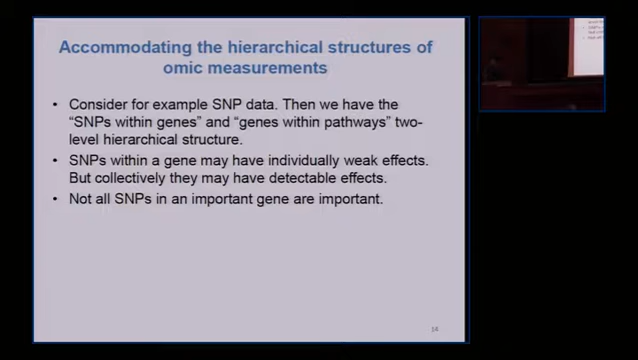 Accommodating the hierarchical structures of
omic measurements
• Consider for example SNP data. Then we have the
“SNPs within genes” and “genes within pathways” two-
level hierarchical structure.
• SNPs within a gene may have individually weak effects.
But collectively they may have detectable effects.
• Not all SNPs in an important gene are important.
14